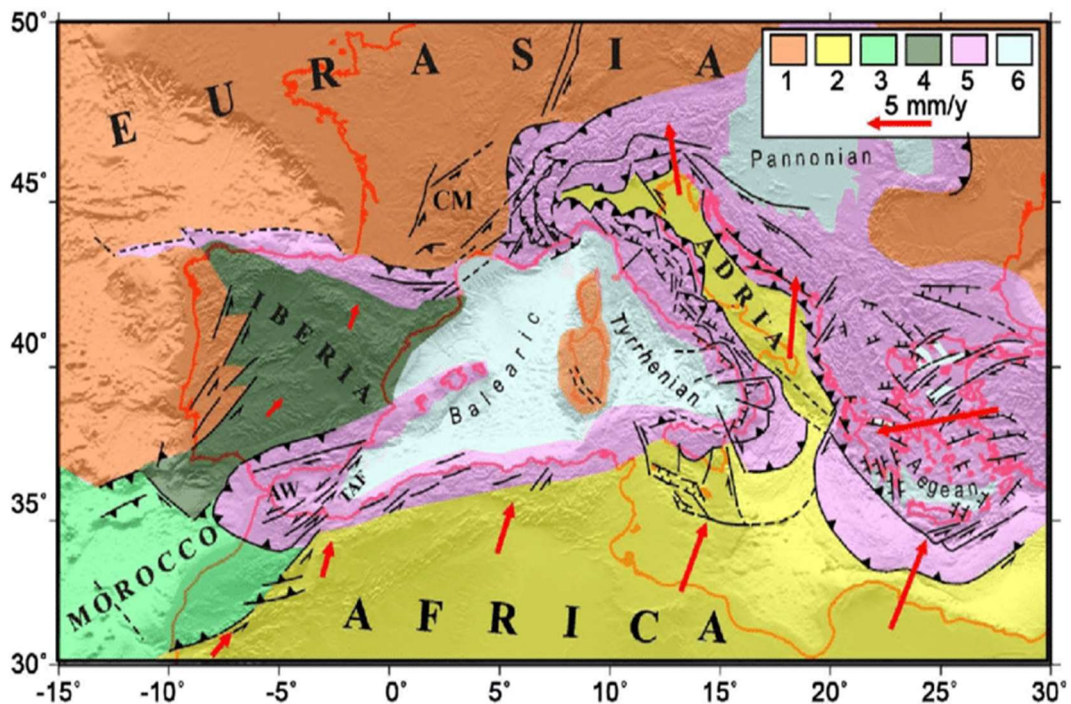 50°
45°
40°
35°
30°
-15°
-10°
-5°
0°
5°
10°
15°
20°
25°
30°
EURASIA
1
2
3
4
5
6
5 mm/y
Pannonian
CM
ADRIA
IBERIA
Balearic
Tyrrhenian
AW
TAF
Aegean
MOROCCO
AFRICA